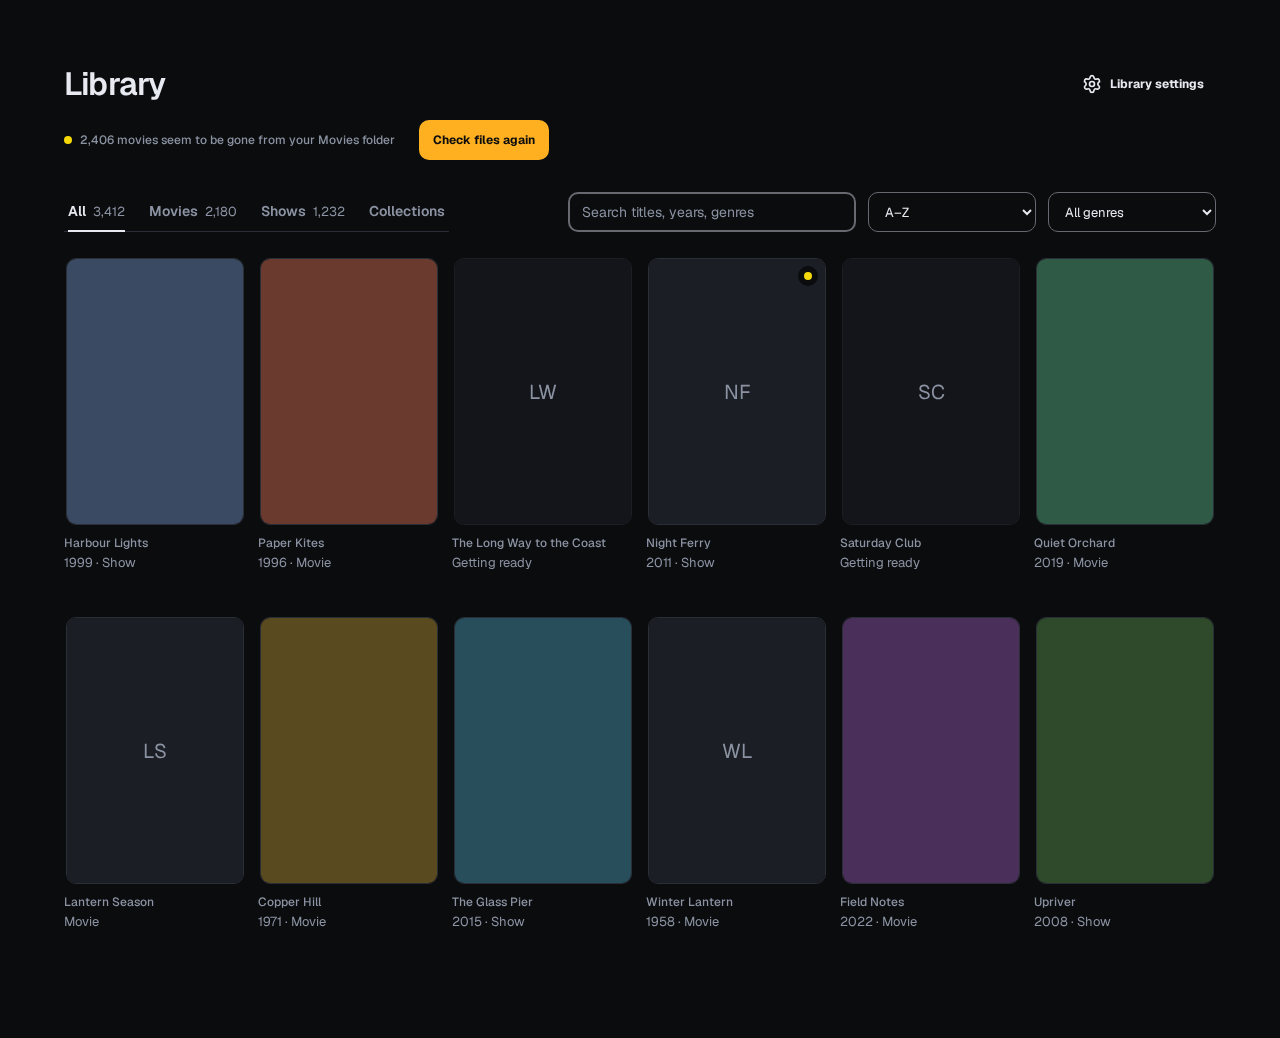 Library
Library settings
2,406 movies seem to be gone from your Movies folder
Check files again
All 3,412
Movies 2,180
Shows 1,232
Collections
Search titles, years, genres
A–Z
All genres
LW
NF
SC
Harbour Lights
1999 · Show
Paper Kites
1996 · Movie
The Long Way to the Coast
Getting ready
Night Ferry
2011 · Show
Saturday Club
Getting ready
Quiet Orchard
2019 · Movie
LS
WL
Lantern Season
Movie
Copper Hill
1971 · Movie
The Glass Pier
2015 · Show
Winter Lantern
1958 · Movie
Field Notes
2022 · Movie
Upriver
2008 · Show